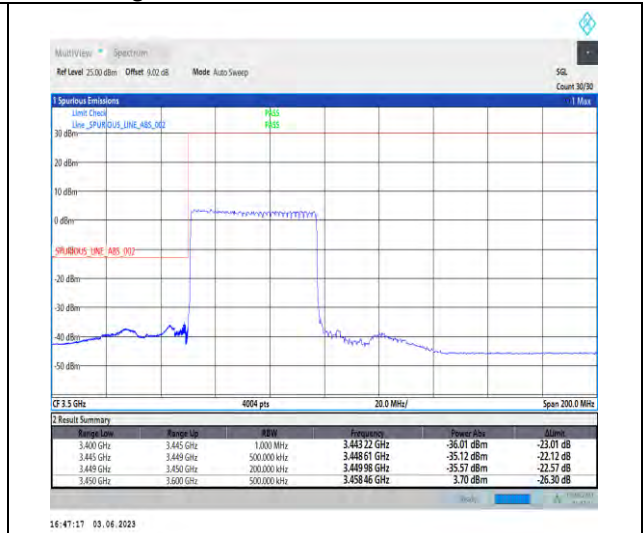 MultiView Spectrum
Ref Level 25.00 dBm Offset 9.02 dB Mode Auto Sweep SGL
Count 30/30
1 Spurious Emissions 1 Max
Limit Check PASS
Line _SPURIOUS_LINE_ABS_002 PASS
30 dBm
20 dBm
10 dBm
0 dBm
_SPURIOUS_LINE_ABS_002
-20 dBm
-30 dBm
-40 dBm
-50 dBm
CF 3.5 GHz 4004 pts 20.0 MHz/ Span 200.0 MHz
2 Result Summary
Range Low Range Up RBW Frequency Power Abs ΔLimit
3.400 GHz 3.445 GHz 1.000 MHz 3.443 22 GHz -36.01 dBm -23.01 dB
3.445 GHz 3.449 GHz 500.000 kHz 3.448 61 GHz -35.12 dBm -22.12 dB
3.449 GHz 3.450 GHz 200.000 kHz 3.449 98 GHz -35.57 dBm -22.57 dB
3.450 GHz 3.600 GHz 500.000 kHz 3.458 46 GHz 3.70 dBm -26.30 dB
16:47:17 03.06.2023